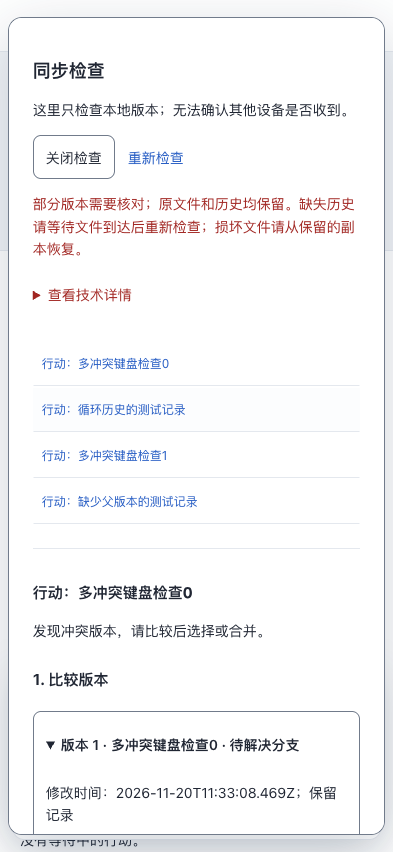 同步检查
这里只检查本地版本；无法确认其他设备是否收到。
关闭检查 重新检查
部分版本需要核对；原文件和历史均保留。缺失历史
请等待文件到达后重新检查；损坏文件请从保留的副
本恢复。
▶ 查看技术详情
行动：多冲突键盘检查0
行动：循环历史的测试记录
行动：多冲突键盘检查1
行动：缺少父版本的测试记录
行动：多冲突键盘检查0
发现冲突版本，请比较后选择或合并。
1. 比较版本
▼ 版本 1 · 多冲突键盘检查0 · 待解决分支
修改时间：2026-11-20T11:33:08.469Z；保留
记录
没有等待中的行动。